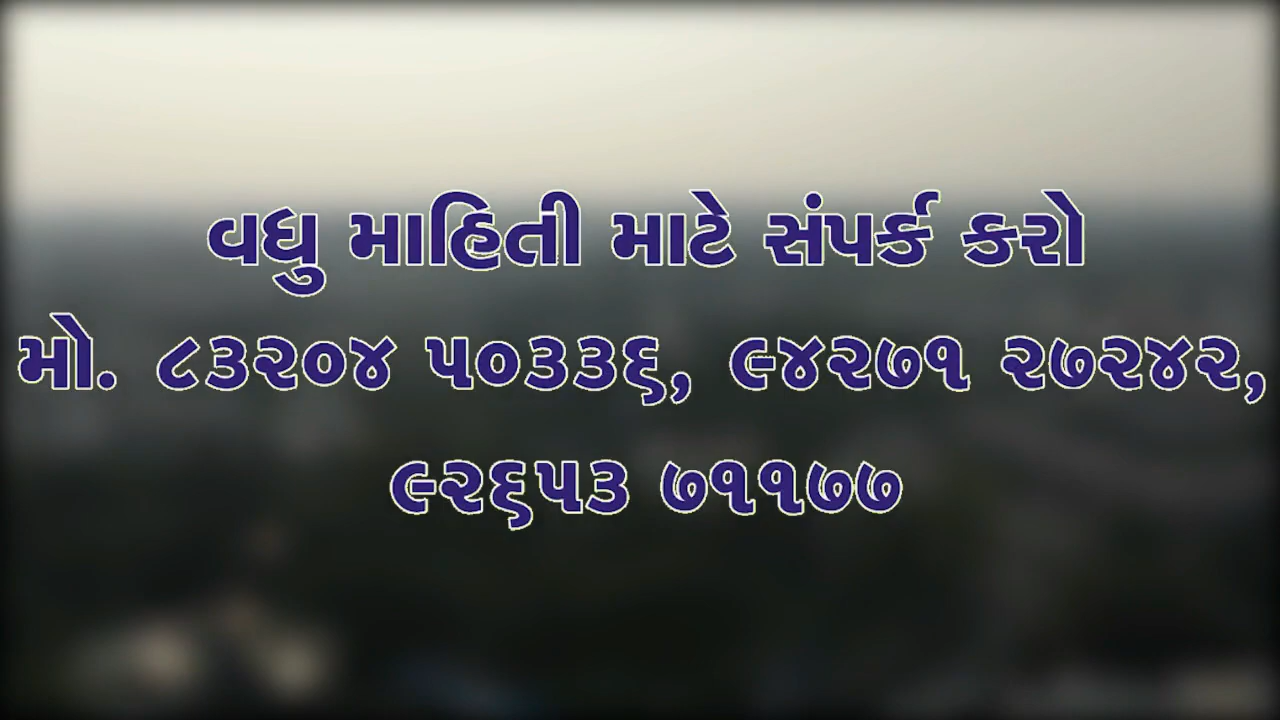 વધુ માહિતી માટે સંપર્ક કરો
મો. ૮૩૨૦૪ ૫૦૩૩૬, ૯૪૨૭૧ ૨૭૨૪૨,
૯૨૬૫૩ ૭૧૧૭૭